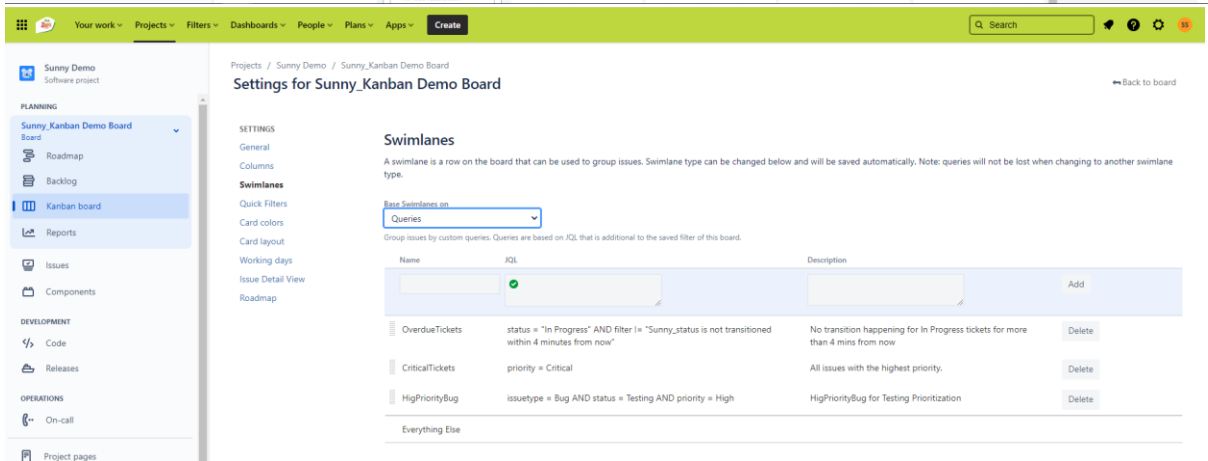 Your work Projects Filters Dashboards People Plans Apps Create Search SS
Sunny Demo
Software project
PLANNING
Sunny_Kanban Demo Board
Board
Roadmap
Backlog
Kanban board
Reports
Issues
Components
DEVELOPMENT
Code
Releases
OPERATIONS
On-call
Project pages
Projects / Sunny Demo / Sunny_Kanban Demo Board
Settings for Sunny_Kanban Demo Board
Back to board
SETTINGS
General
Columns
Swimlanes
Quick Filters
Card colors
Card layout
Working days
Issue Detail View
Roadmap
Swimlanes
A swimlane is a row on the board that can be used to group issues. Swimlane type can be changed below and will be saved automatically. Note: queries will not be lost when changing to another swimlane
type.
Base Swimlanes on
Queries
Group issues by custom queries. Queries are based on JQL that is additional to the saved filter of this board.
Name JQL Description
Add
OverdueTickets status = "In Progress" AND filter != "Sunny_status is not transitioned No transition happening for In Progress tickets for more Delete
within 4 minutes from now" than 4 mins from now
CriticalTickets priority = Critical All issues with the highest priority. Delete
HigPriorityBug issuetype = Bug AND status = Testing AND priority = High HigPriorityBug for Testing Prioritization Delete
Everything Else